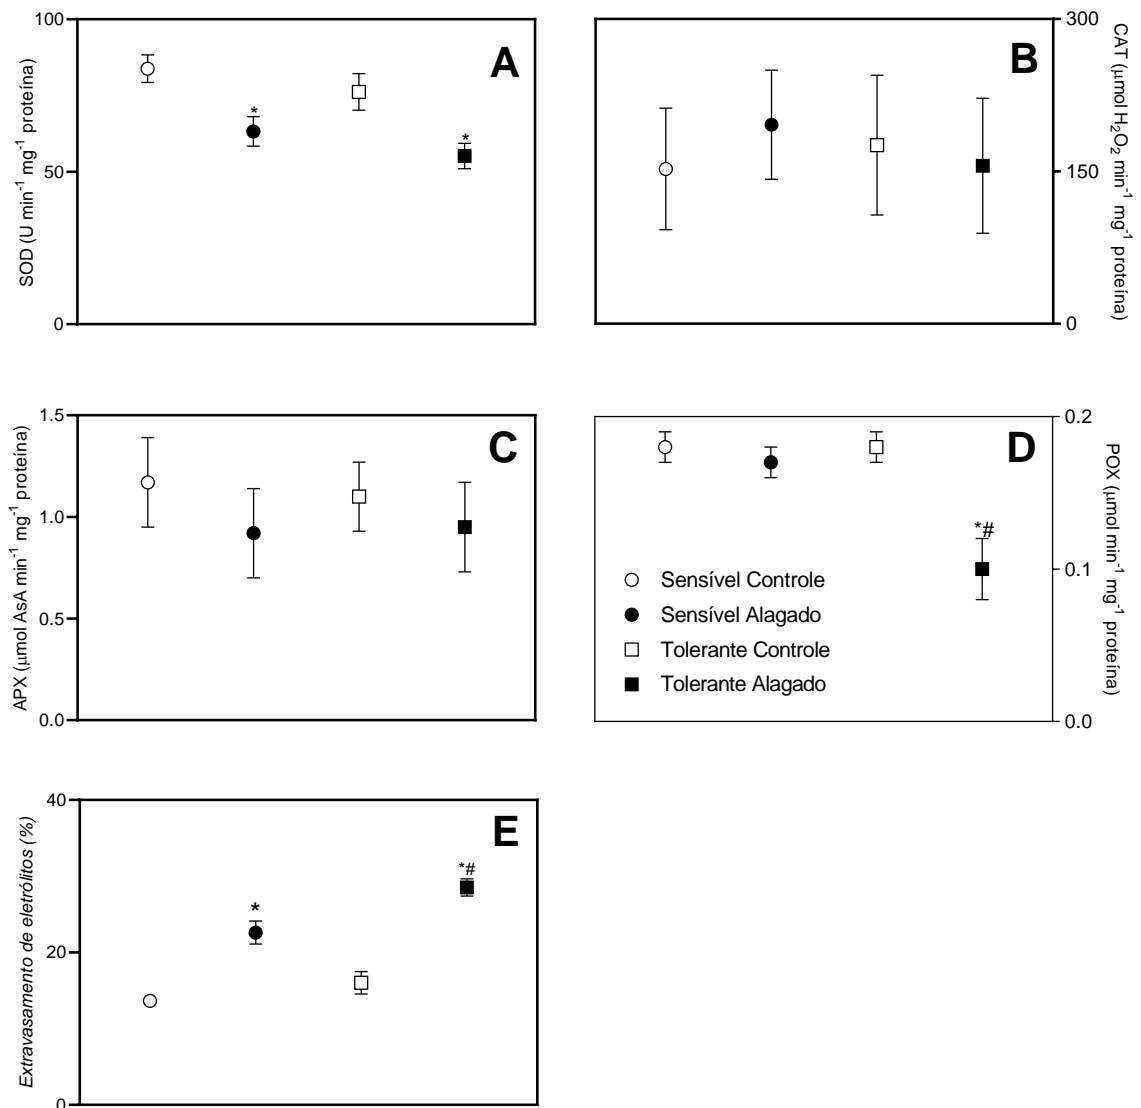 100
50
0
SOD (U min⁻¹ mg⁻¹ proteína)
A
*
*
B
300
150
0
CAT (μmol H₂O₂ min⁻¹ mg⁻¹ proteína)
1.5
1.0
0.5
0.0
APX (μmol AsA min⁻¹ mg⁻¹ proteína)
C
D
*#
Sensível Controle
Sensível Alagado
Tolerante Controle
Tolerante Alagado
0.2
0.1
0.0
POX (μmol min⁻¹ mg⁻¹ proteína)
40
20
0
Extravasamento de eletrólitos (%)
E
*
*#